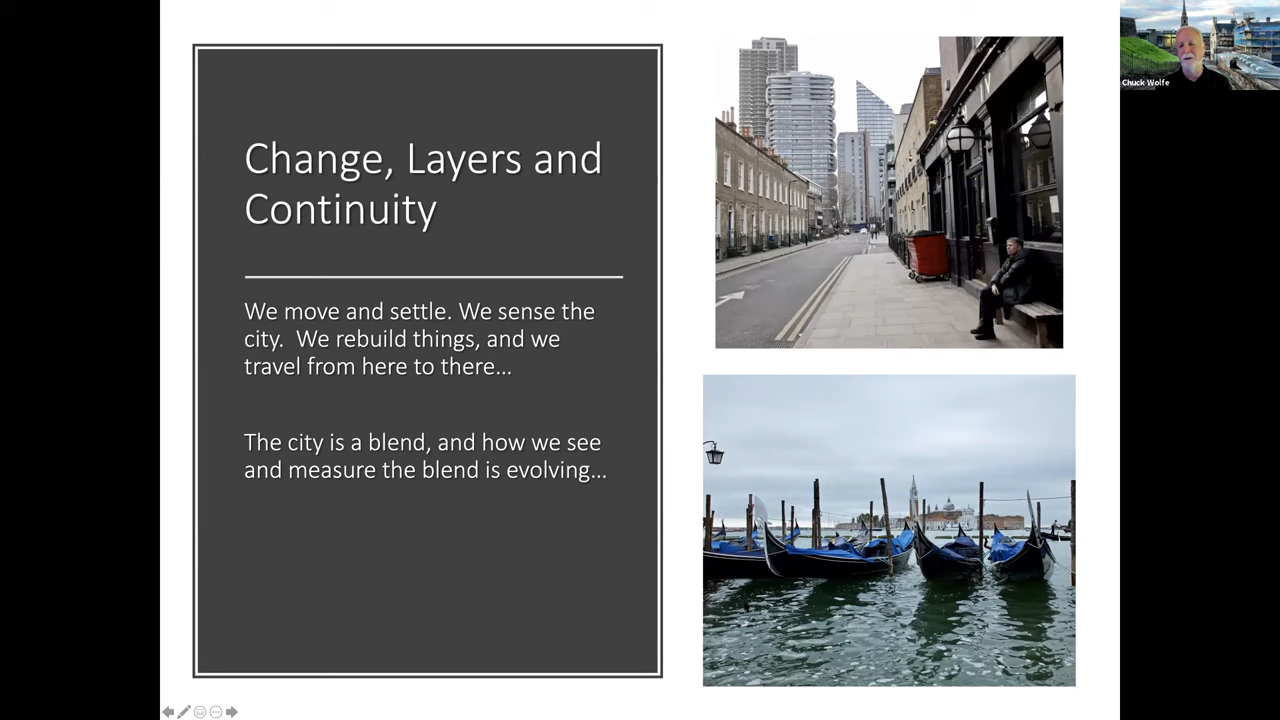 Change, Layers and
Continuity
We move and settle. We sense the
city.  We rebuild things, and we
travel from here to there…
The city is a blend, and how we see
and measure the blend is evolving…
Chuck Wolfe